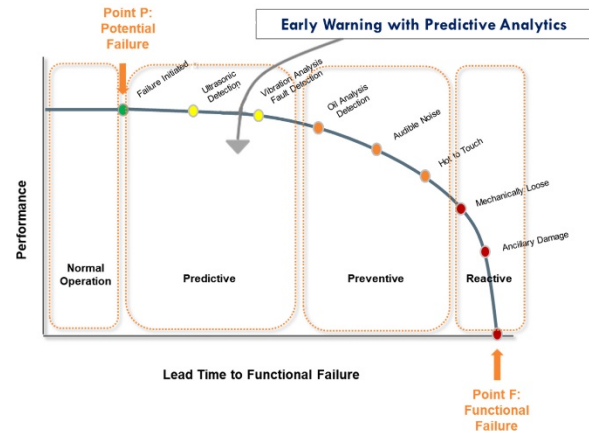 Point P:
Potential
Failure
Early Warning with Predictive Analytics
Failure Initiated
Ultrasonic
Detection
Vibration Analysis
Fault Detection
Oil Analysis
Detection
Audible Noise
Hot to Touch
Mechanically Loose
Ancillary Damage
Performance
Normal
Operation
Predictive
Preventive
Reactive
Lead Time to Functional Failure
Point F:
Functional
Failure